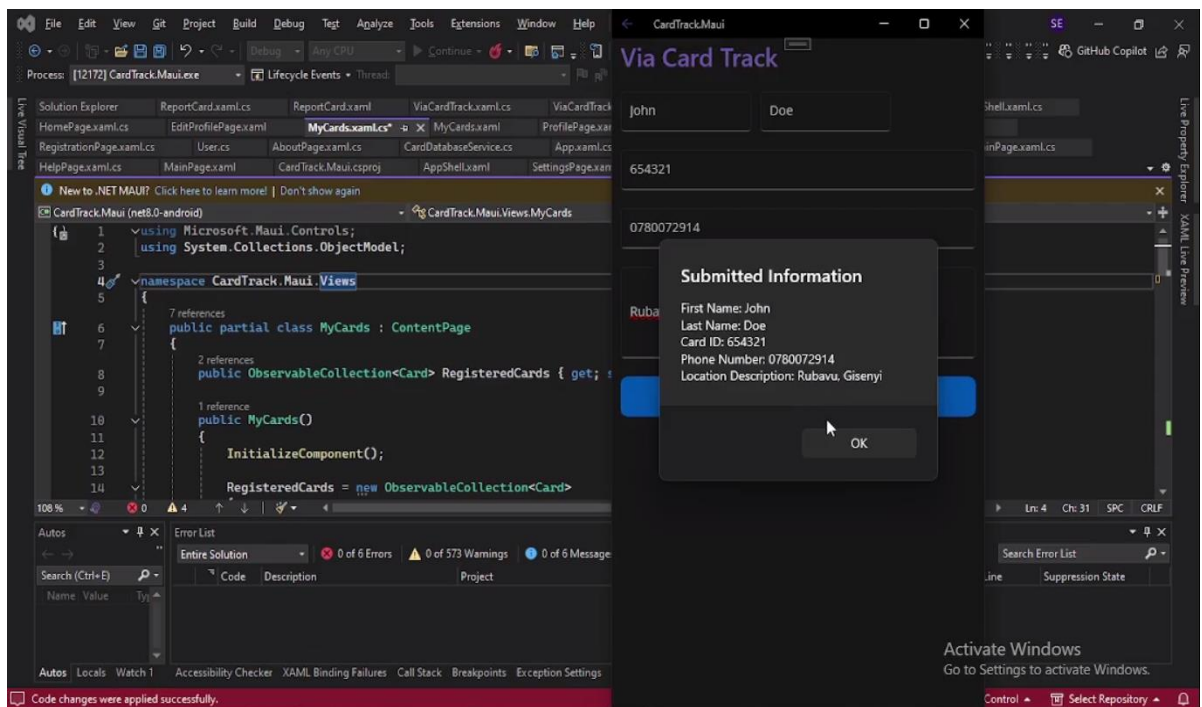 File Edit View Git Project Build Debug Test Analyze Tools Extensions Window Help
SE
Debug Any CPU Continue
GitHub Copilot
Process: [12172] CardTrack.Maui.exe Lifecycle Events Thread:
Solution Explorer ReportCard.xaml.cs ReportCard.xaml ViaCardTrack.xaml.cs ViaCardTrack Shell.xaml.cs
HomePage.xaml.cs EditProfilePage.xaml MyCards.xaml.cs* MyCards.xaml ProfilePage.xam
RegistrationPage.xaml.cs User.cs AboutPage.xaml.cs CardDatabaseService.cs App.xaml.cs inPage.xaml.cs
HelpPage.xaml.cs MainPage.xaml CardTrack.Maui.csproj AppShell.xaml SettingsPage.xam
New to .NET MAUI? Click here to learn more! | Don't show again
CardTrack.Maui (net8.0-android) CardTrack.Maui.Views.MyCards
1 using Microsoft.Maui.Controls;
2 using System.Collections.ObjectModel;
3
4 namespace CardTrack.Maui.Views
5 {
7 references
6 public partial class MyCards : ContentPage
7 {
2 references
8 public ObservableCollection<Card> RegisteredCards { get; s
9
1 reference
10 public MyCards()
11 {
12 InitializeComponent();
13
14 RegisteredCards = new ObservableCollection<Card>
108 % 0 4 Ln: 4 Ch: 31 SPC CRLF
Autos Error List
Entire Solution 0 of 6 Errors 0 of 573 Warnings 0 of 6 Message Search Error List
Search (Ctrl+E) Code Description Project Line Suppression State
Name Value Typ
Autos Locals Watch 1 Accessibility Checker XAML Binding Failures Call Stack Breakpoints Exception Settings
Code changes were applied successfully. Control Select Repository
Live Visual Tree
Live Property Explorer
XAML Live Preview
CardTrack.Maui
Via Card Track
John Doe
654321
0780072914
Ruba
Submitted Information
First Name: John
Last Name: Doe
Card ID: 654321
Phone Number: 0780072914
Location Description: Rubavu, Gisenyi
OK
Activate Windows
Go to Settings to activate Windows.